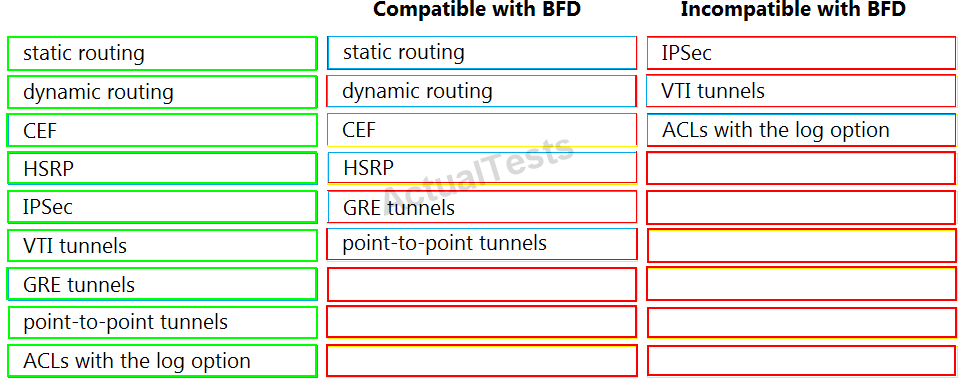 Compatible with BFD Incompatible with BFD
static routing static routing IPSec
dynamic routing dynamic routing VTI tunnels
CEF CEF ACLs with the log option
HSRP HSRP
ActualTests
IPSec GRE tunnels
VTI tunnels point-to-point tunnels
GRE tunnels
point-to-point tunnels
ACLs with the log option